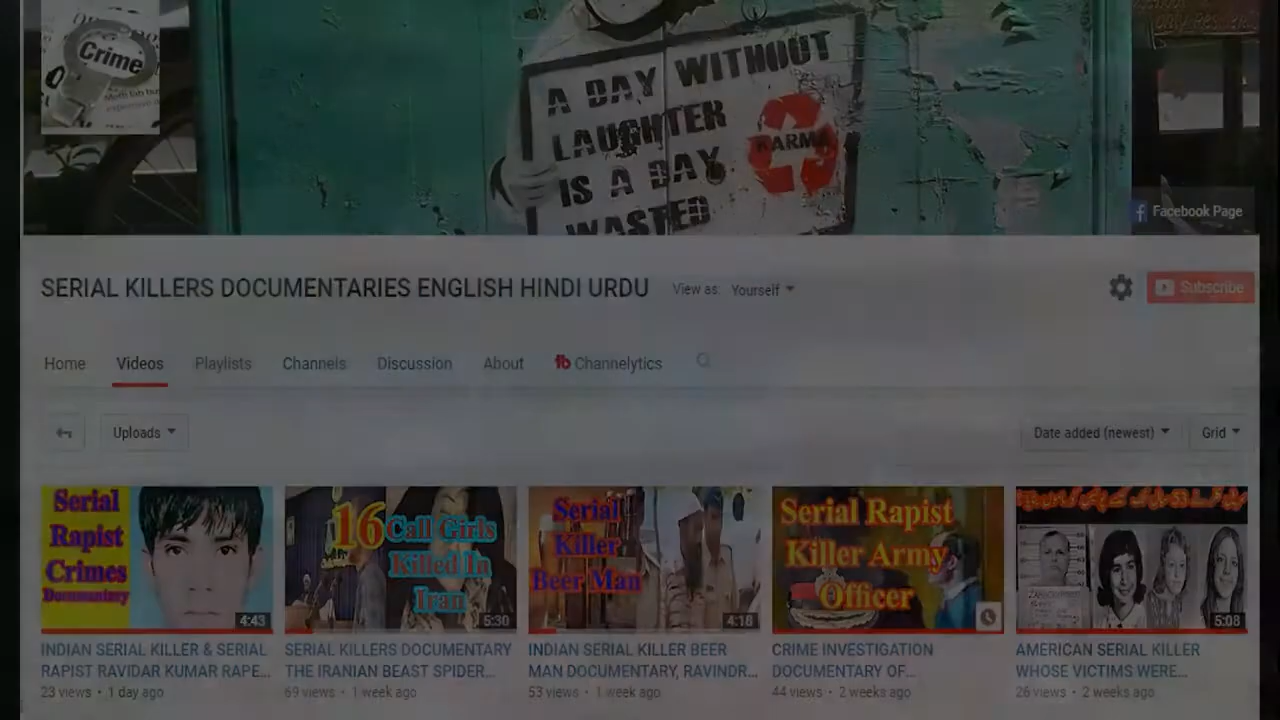 Crime
A DAY WITHOUT
LAUGHTER
IS A DAY
WASTED
KARMA
Facebook Page
SERIAL KILLERS DOCUMENTARIES ENGLISH HINDI URDU
View as: Yourself
Subscribe
Home Videos Playlists Channels Discussion About Channelytics
Uploads
Date added (newest) Grid
Serial
Rapist
Crimes
Documentary
4:43
16 Call Girls
Killed In
Iran
5:30
Serial
Killer
Beer Man
4:18
Serial Rapist
Killer Army
Officer
5:08
INDIAN SERIAL KILLER & SERIAL
RAPIST RAVIDAR KUMAR RAPE...
23 views • 1 day ago
SERIAL KILLERS DOCUMENTARY
THE IRANIAN BEAST SPIDER...
69 views • 1 week ago
INDIAN SERIAL KILLER BEER
MAN DOCUMENTARY, RAVINDR...
53 views • 1 week ago
CRIME INVESTIGATION
DOCUMENTARY OF...
44 views • 2 weeks ago
AMERICAN SERIAL KILLER
WHOSE VICTIMS WERE...
26 views • 2 weeks ago